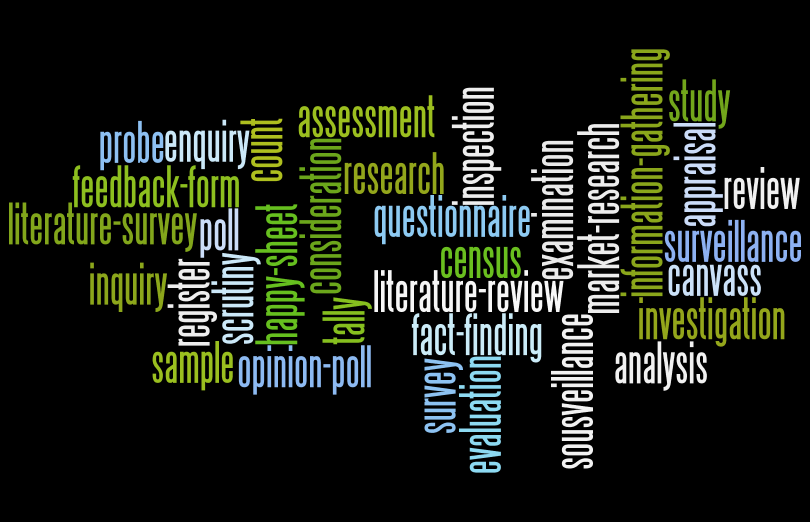 information-gathering
study
inspection
assessment
count
probe
enquiry
appraisal
market-research
consideration
examination
research
feedback-form
review
questionnaire
literature-survey
poll
happy-sheet
surveillance
census
scrutiny
register
inquiry
canvass
literature-review
tally
investigation
fact-finding
sousveillance
sample
opinion-poll
analysis
survey
evaluation